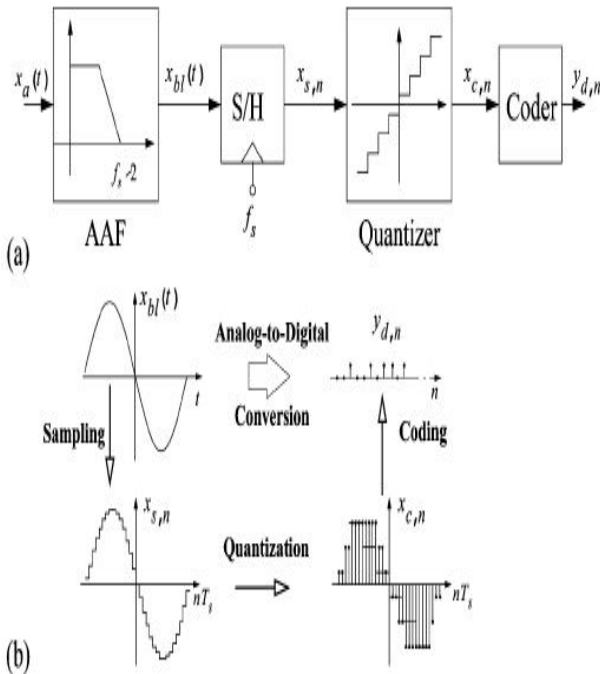 x_a(t)
x_bl(t)
x_s,n
x_c,n
y_d,n
S/H
Coder
f_s/2
f_s
AAF
Quantizer
(a)
x_bl(t)
t
Analog-to-Digital
Conversion
y_d,n
n
Sampling
Coding
x_s,n
nT_s
Quantization
x_c,n
nT_s
(b)